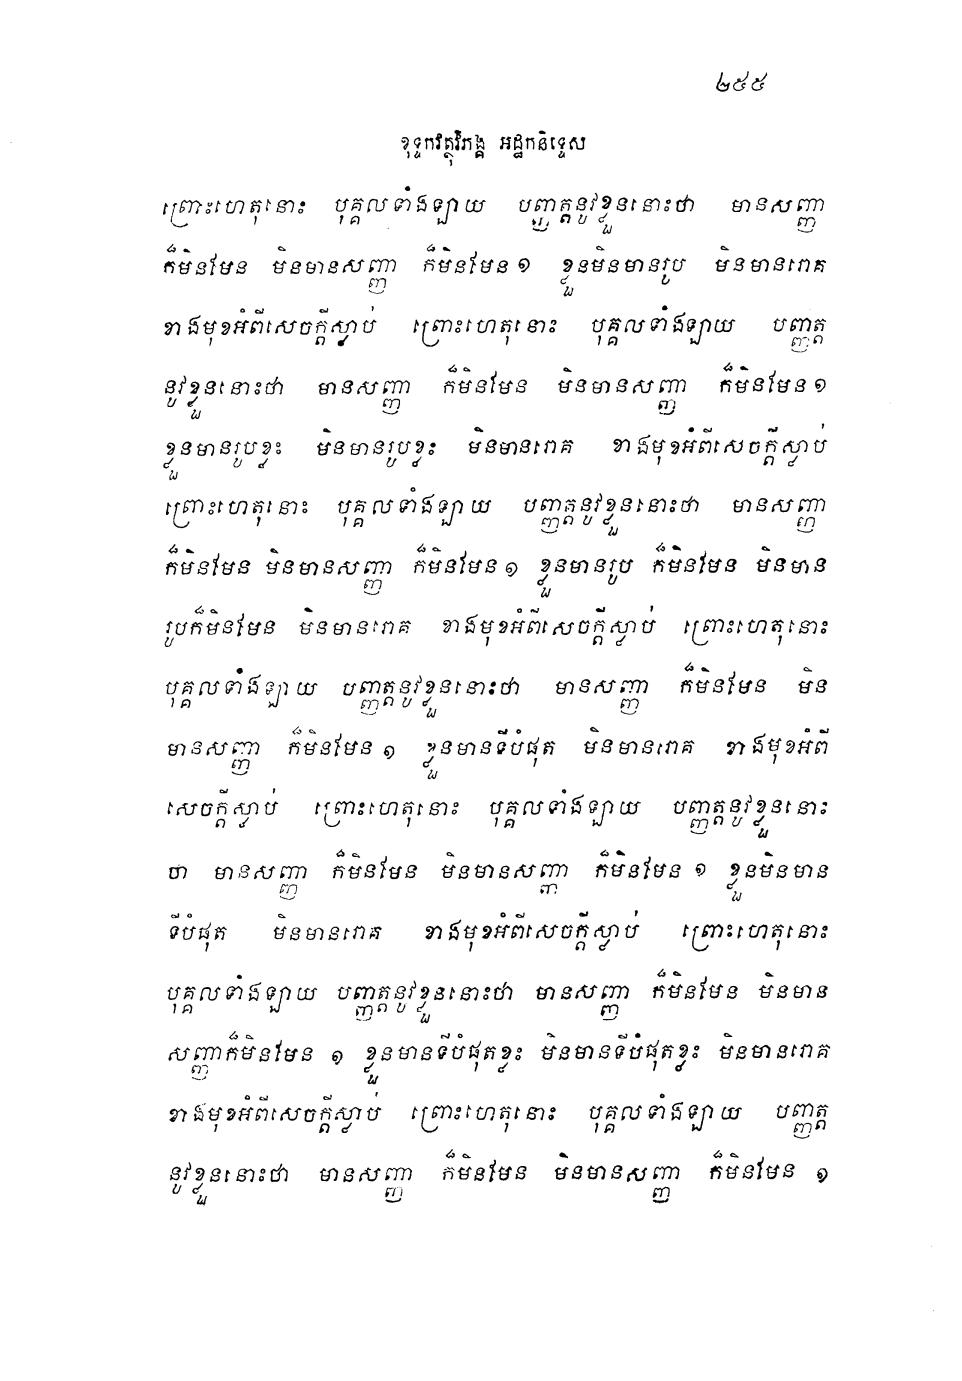 ២៥៥
ខុទ្ទកវត្ថុវិភង្គ អដ្ឋកនិទ្ទេស
ព្រោះហេតុនោះ បុគ្គលទាំងឡាយ បញ្ញត្តនូវខ្លួននោះថា មានសញ្ញា
ក៏មិនមែន មិនមានសញ្ញា ក៏មិនមែន ១ ខ្លួនមិនមានរូប មិនមានរោគ
ខាងមុខអំពីសេចក្តីស្លាប់ ព្រោះហេតុនោះ បុគ្គលទាំងឡាយ បញ្ញត្ត
នូវខ្លួននោះថា មានសញ្ញា ក៏មិនមែន មិនមានសញ្ញា ក៏មិនមែន ១
ខ្លួនមានរូបខ្លះ មិនមានរូបខ្លះ មិនមានរោគ ខាងមុខអំពីសេចក្តីស្លាប់
ព្រោះហេតុនោះ បុគ្គលទាំងឡាយ បញ្ញត្តនូវខ្លួននោះថា មានសញ្ញា
ក៏មិនមែន មិនមានសញ្ញា ក៏មិនមែន ១ ខ្លួនមានរូប ក៏មិនមែន មិនមាន
រូបក៏មិនមែន មិនមានរោគ ខាងមុខអំពីសេចក្តីស្លាប់ ព្រោះហេតុនោះ
បុគ្គលទាំងឡាយ បញ្ញត្តនូវខ្លួននោះថា មានសញ្ញា ក៏មិនមែន មិន
មានសញ្ញា ក៏មិនមែន ១ ខ្លួនមានទីបំផុត មិនមានរោគ ខាងមុខអំពី
សេចក្តីស្លាប់ ព្រោះហេតុនោះ បុគ្គលទាំងឡាយ បញ្ញត្តនូវខ្លួននោះ
ថា មានសញ្ញា ក៏មិនមែន មិនមានសញ្ញា ក៏មិនមែន ១ ខ្លួនមិនមាន
ទីបំផុត មិនមានរោគ ខាងមុខអំពីសេចក្តីស្លាប់ ព្រោះហេតុនោះ
បុគ្គលទាំងឡាយ បញ្ញត្តនូវខ្លួននោះថា មានសញ្ញា ក៏មិនមែន មិនមាន
សញ្ញាក៏មិនមែន ១ ខ្លួនមានទីបំផុតខ្លះ មិនមានទីបំផុតខ្លះ មិនមានរោគ
ខាងមុខអំពីសេចក្តីស្លាប់ ព្រោះហេតុនោះ បុគ្គលទាំងឡាយ បញ្ញត្ត
នូវខ្លួននោះថា មានសញ្ញា ក៏មិនមែន មិនមានសញ្ញា ក៏មិនមែន ១